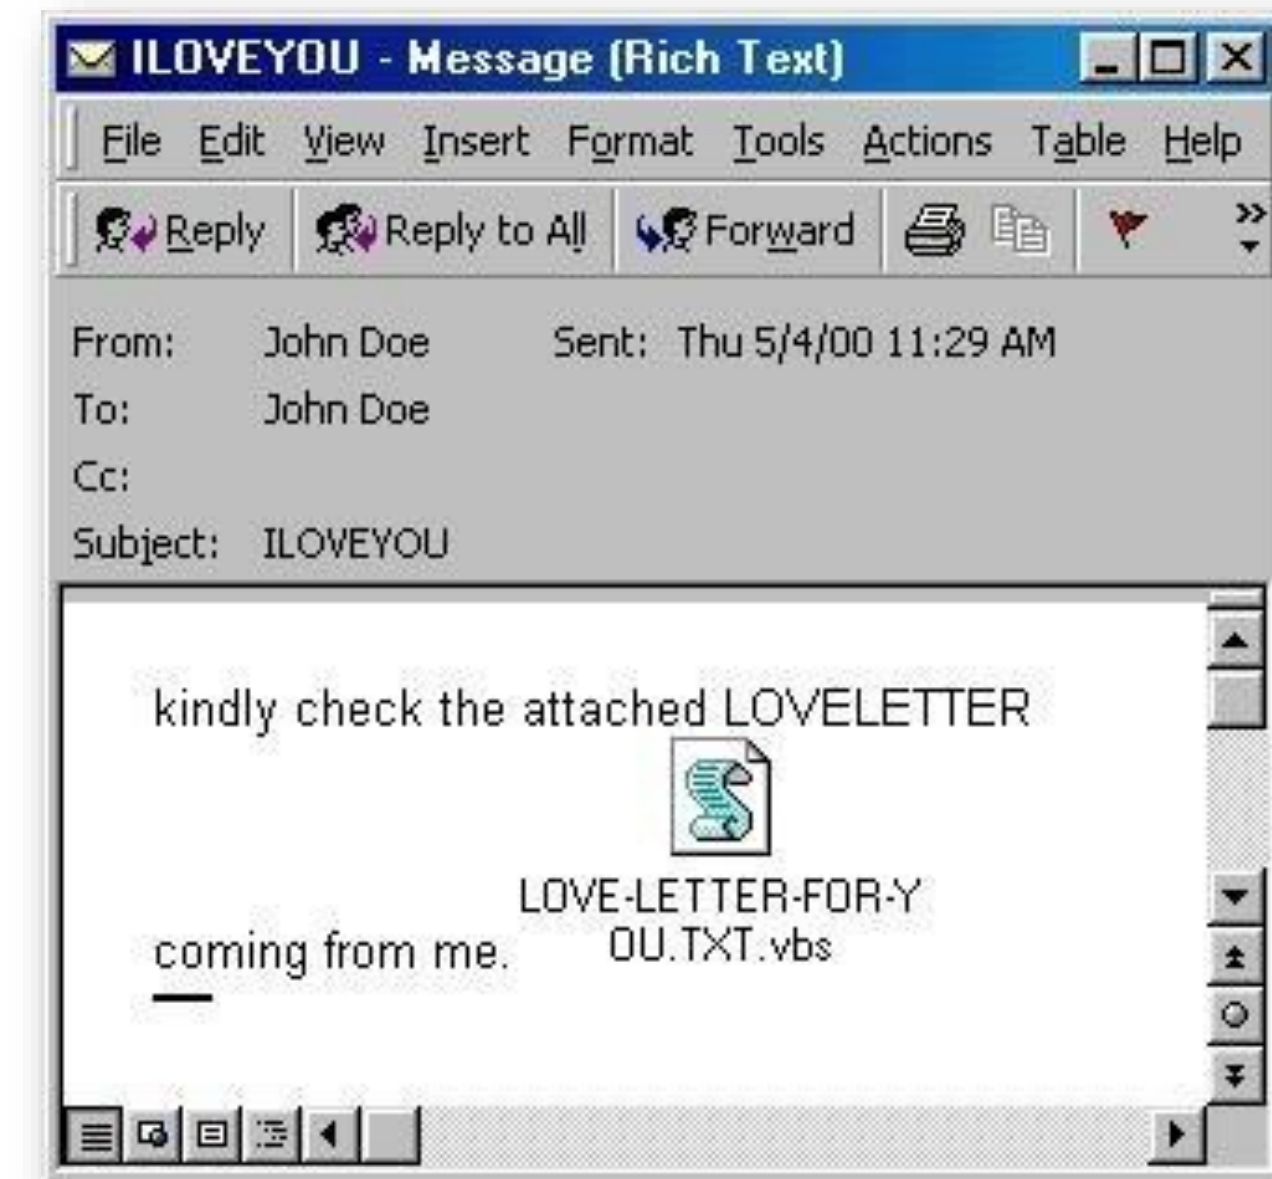 ILOVEYOU - Message (Rich Text)
File Edit View Insert Format Tools Actions Table Help
Reply Reply to All Forward
From: John Doe Sent: Thu 5/4/00 11:29 AM
To: John Doe
Cc:
Subject: ILOVEYOU
kindly check the attached LOVELETTER
LOVE-LETTER-FOR-Y
OU.TXT.vbs
coming from me.